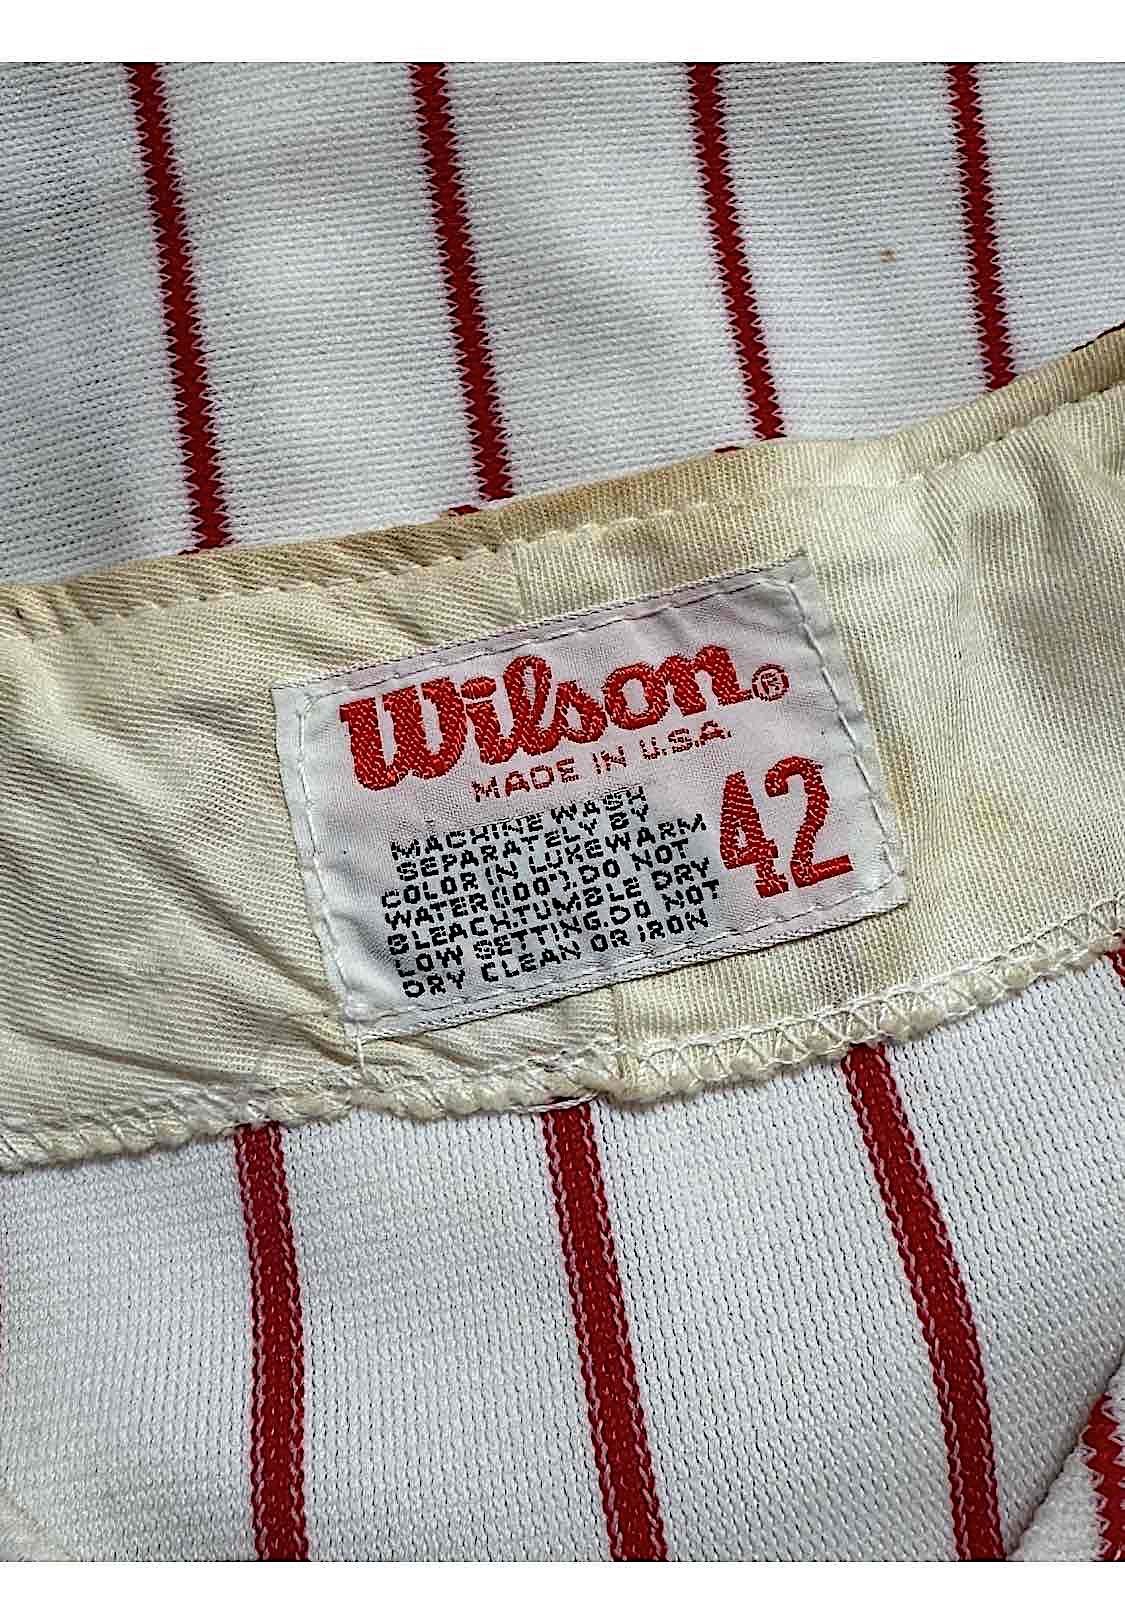 Wilson®
MADE IN U.S.A.
42
MACHINE WASH
SEPARATELY BY
COLOR IN LUKEWARM
WATER(100°).DO NOT
BLEACH.TUMBLE DRY
LOW SETTING.DO NOT
DRY CLEAN OR IRON